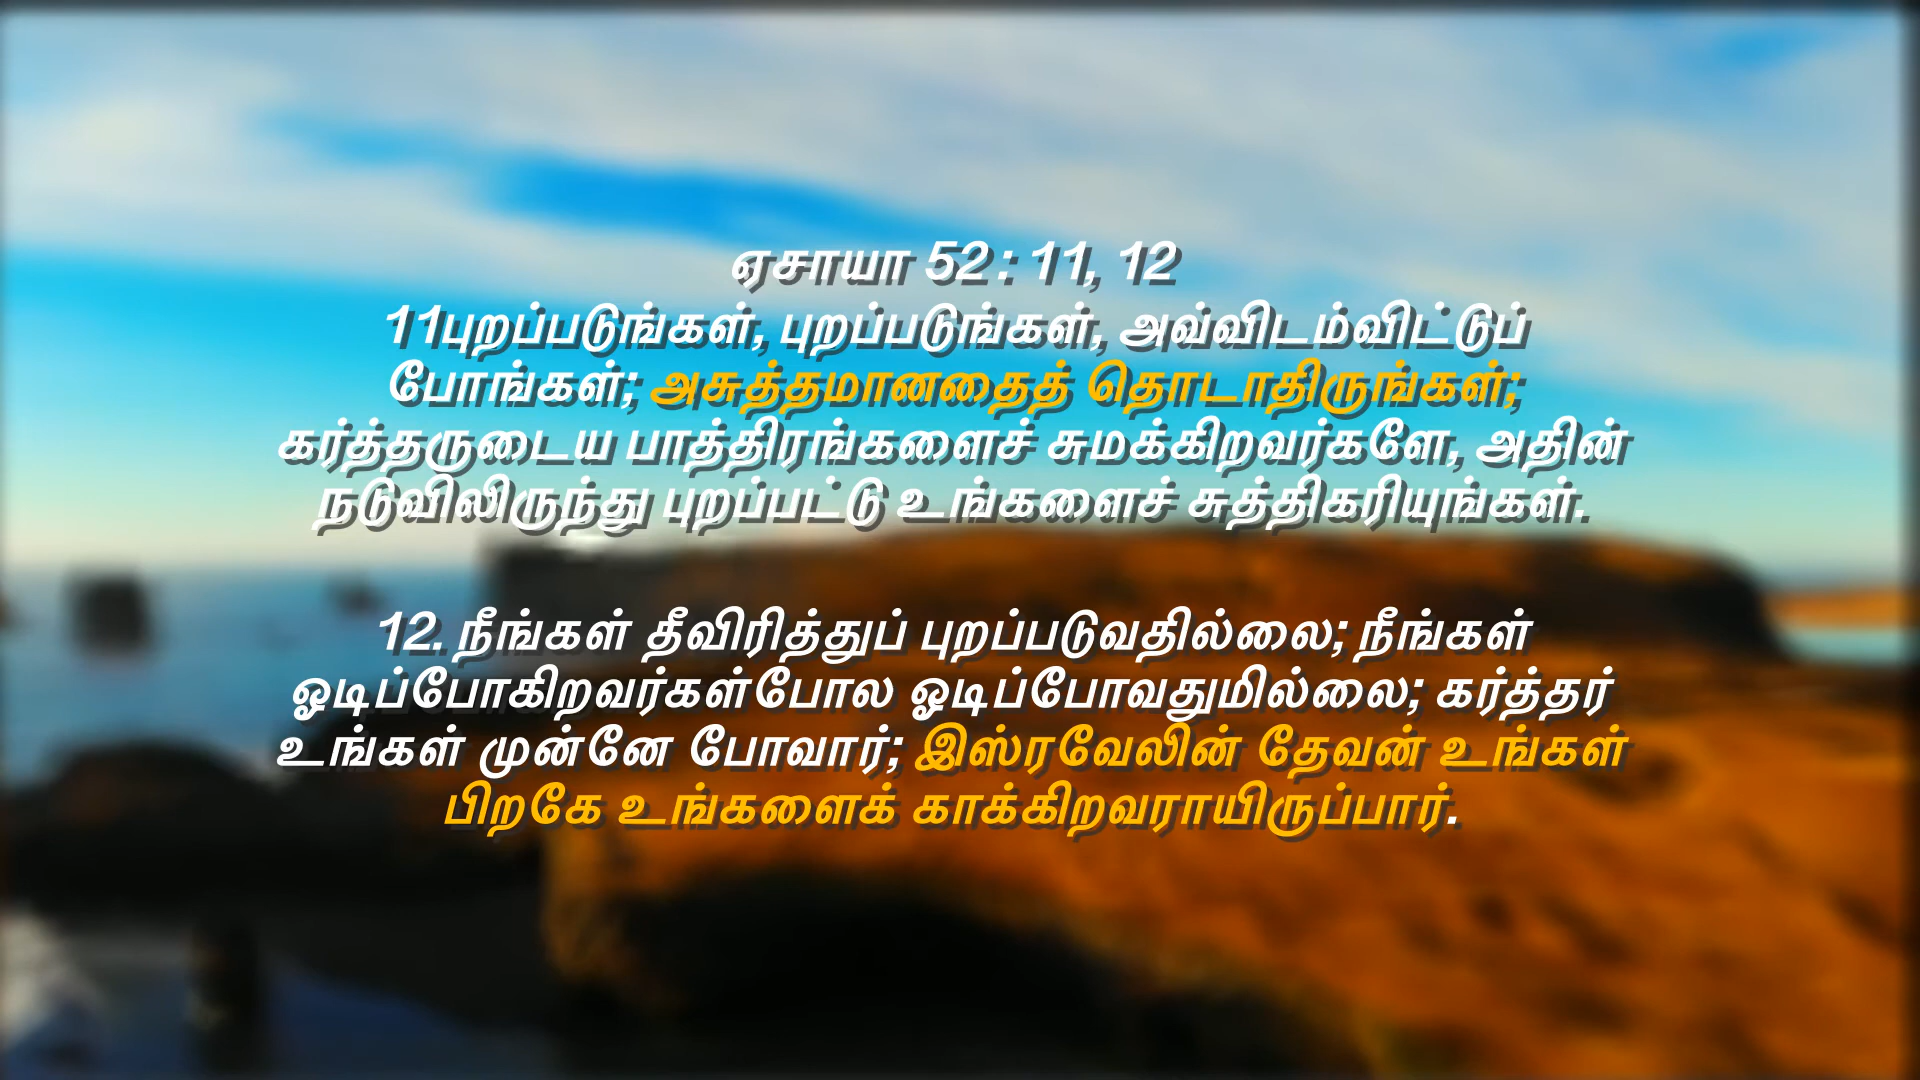 ஏசாயா 52 : 11, 12
11புறப்படுங்கள், புறப்படுங்கள், அவ்விடம்விட்டுப்
போங்கள்; அசுத்தமானதைத் தொடாதிருங்கள்;
கர்த்தருடைய பாத்திரங்களைச் சுமக்கிறவர்களே, அதின்
நடுவிலிருந்து புறப்பட்டு உங்களைச் சுத்திகரியுங்கள்.
12. நீங்கள் தீவிரித்துப் புறப்படுவதில்லை; நீங்கள்
ஓடிப்போகிறவர்கள்போல ஓடிப்போவதுமில்லை; கர்த்தர்
உங்கள் முன்னே போவார்; இஸ்ரவேலின் தேவன் உங்கள்
பிறகே உங்களைக் காக்கிறவராயிருப்பார்.